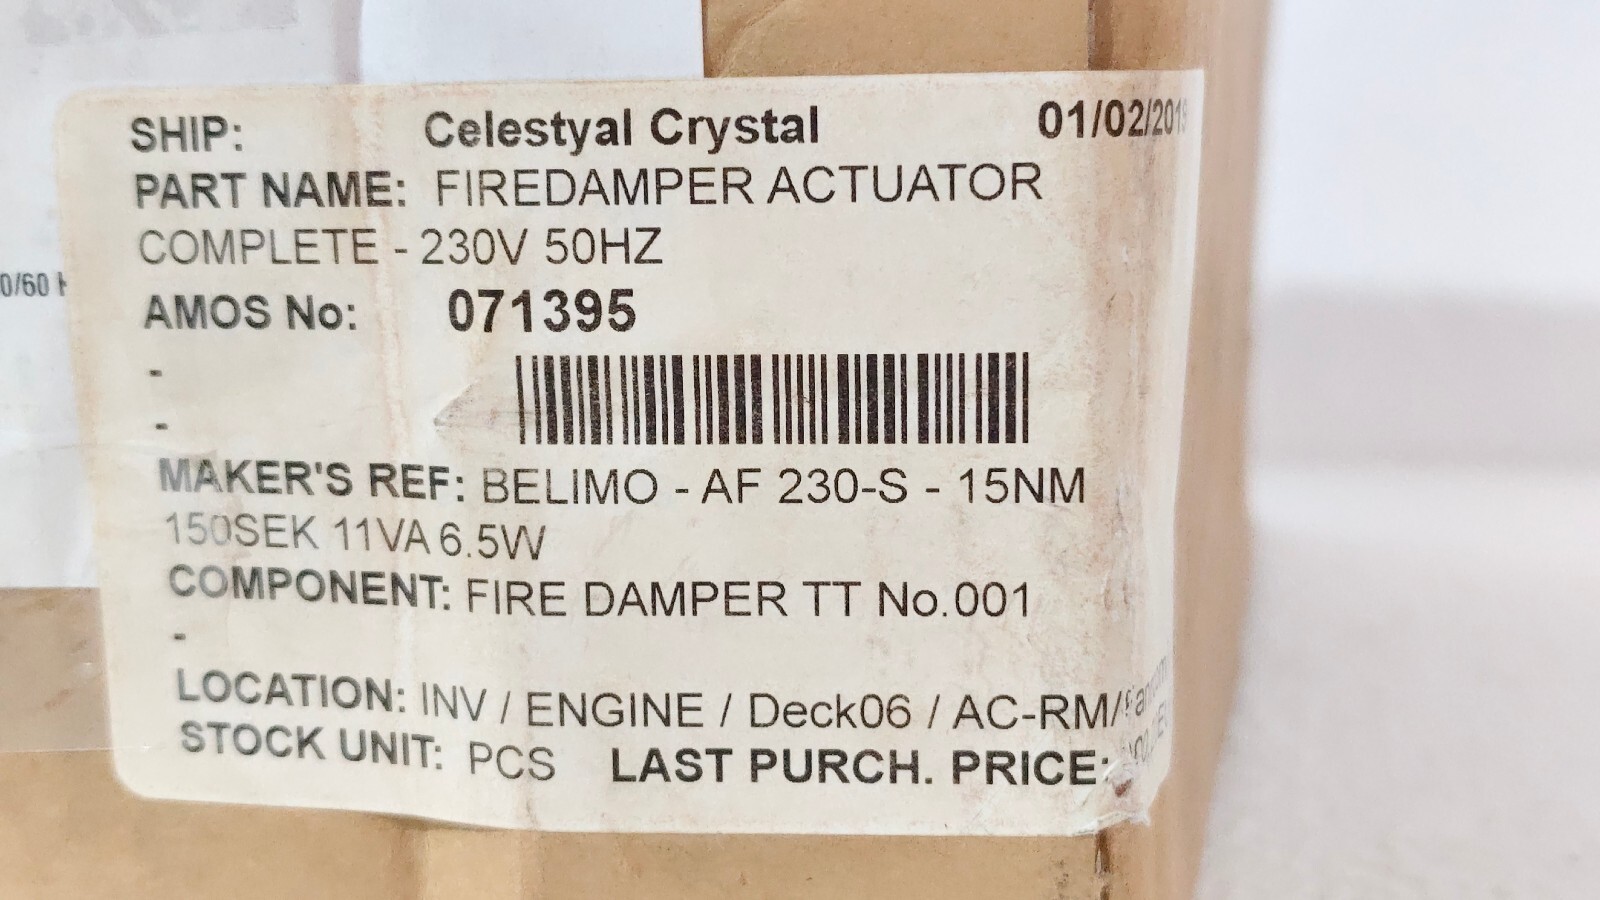 SHIP: Celestyal Crystal 01/02/2019
PART NAME: FIREDAMPER ACTUATOR
COMPLETE - 230V 50HZ
0/60 H
AMOS No: 071395
-
-
MAKER'S REF: BELIMO - AF 230-S - 15NM
150SEK 11VA 6.5W
COMPONENT: FIRE DAMPER TT No.001
-
LOCATION: INV / ENGINE / Deck06 / AC-RM/
STOCK UNIT: PCS LAST PURCH. PRICE: